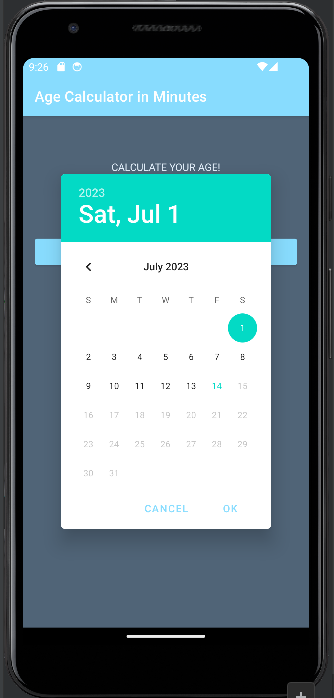 9:26
Age Calculator in Minutes
CALCULATE YOUR AGE!
2023
Sat, Jul 1
July 2023
S M T W T F S
1
2 3 4 5 6 7 8
9 10 11 12 13 14 15
16 17 18 19 20 21 22
23 24 25 26 27 28 29
30 31
CANCEL OK